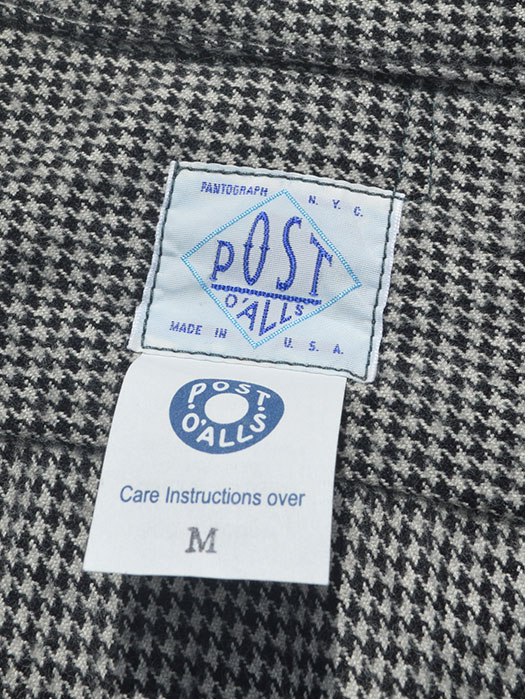 PANTOGRAPH N. Y. C.
POST
O'ALLS
MADE IN U. S. A.
POST
O'ALLS
Care Instructions over
M